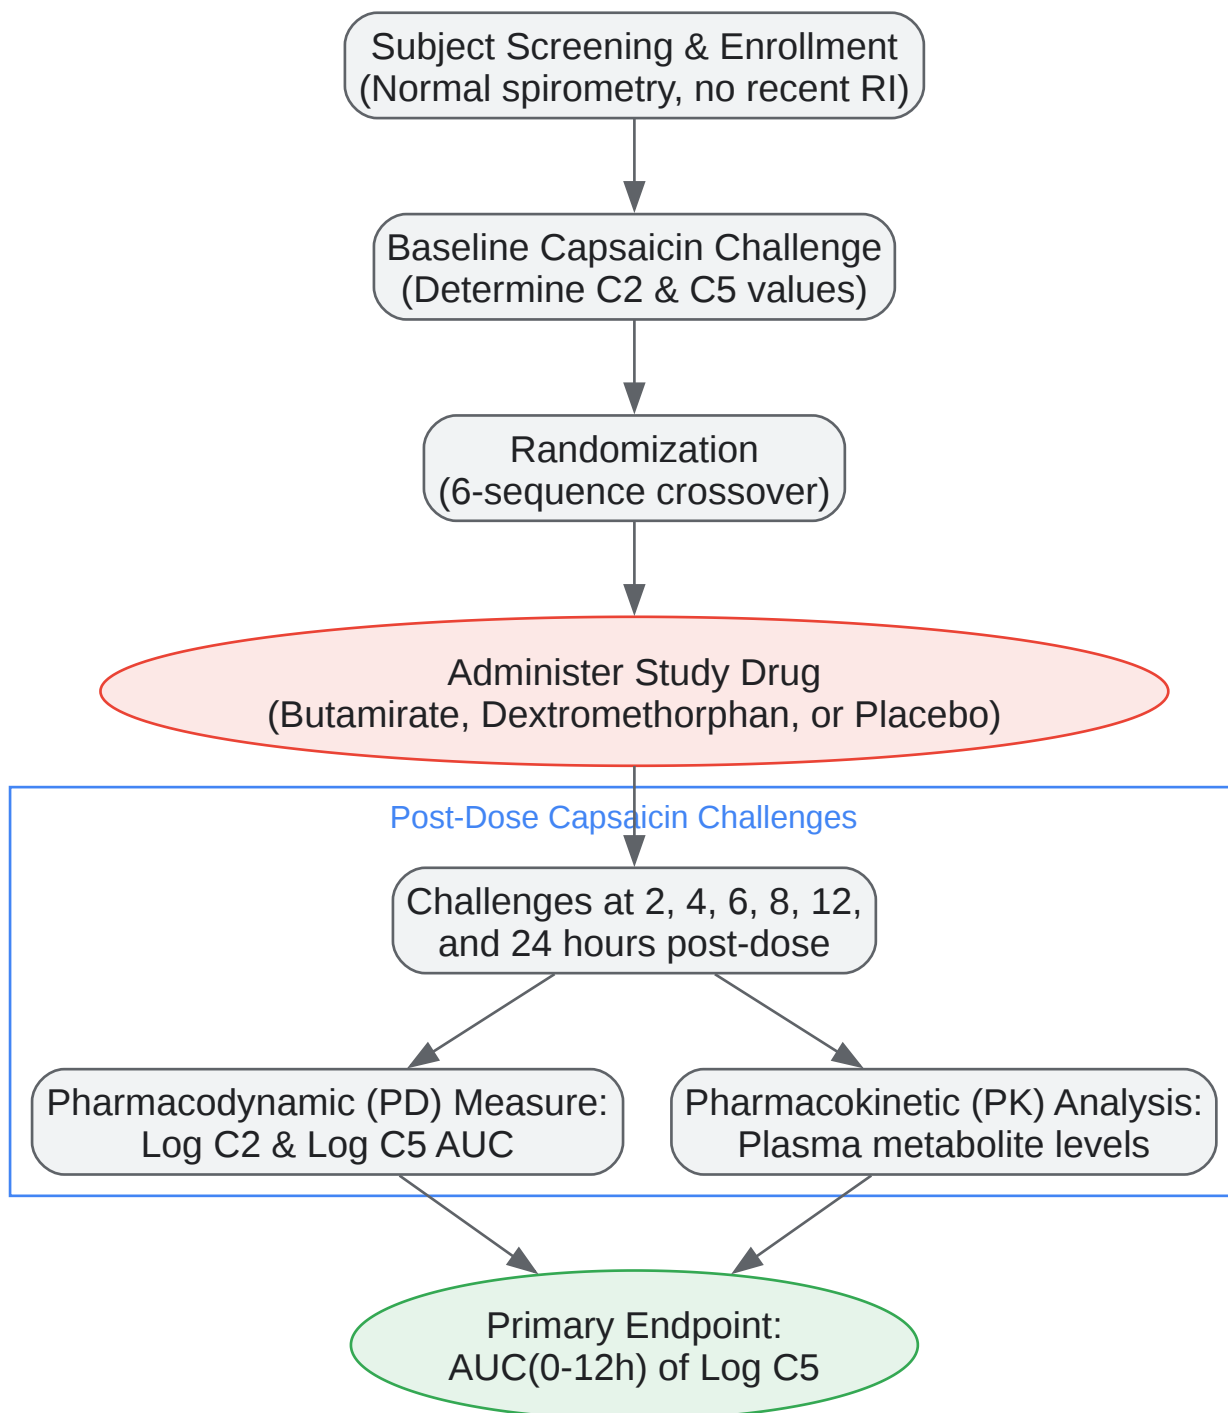 Subject Screening & Enrollment
(Normal spirometry, no recent RI)
Baseline Capsaicin Challenge
(Determine C2 & C5 values)
Randomization
(6-sequence crossover)
Administer Study Drug
(Butamirate, Dextromethorphan, or Placebo)
Post-Dose Capsaicin Challenges
Challenges at 2, 4, 6, 8, 12,
and 24 hours post-dose
Pharmacodynamic (PD) Measure:
Log C2 & Log C5 AUC
Pharmacokinetic (PK) Analysis:
Plasma metabolite levels
Primary Endpoint:
AUC(0-12h) of Log C5